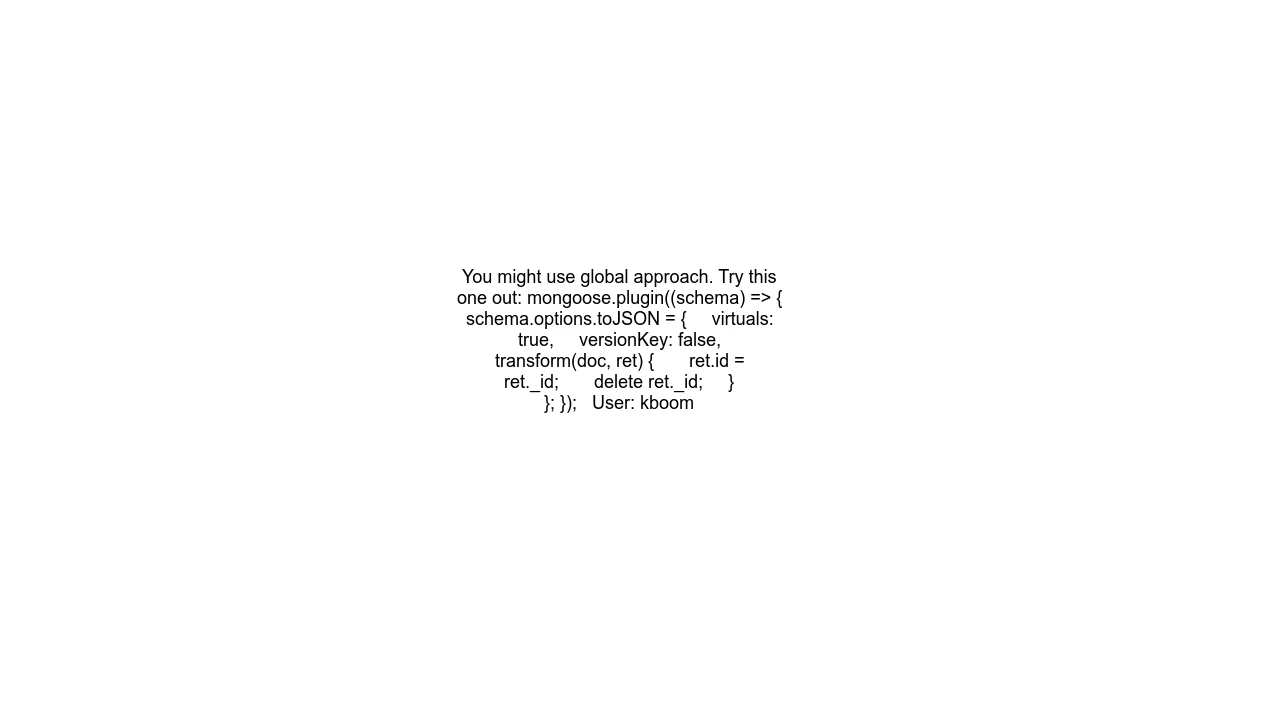 You might use global approach. Try this
one out: mongoose.plugin((schema) => {
schema.options.toJSON = {     virtuals:
true,     versionKey: false,
transform(doc, ret) {       ret.id =
ret._id;       delete ret._id;     }
}; });   User: kboom